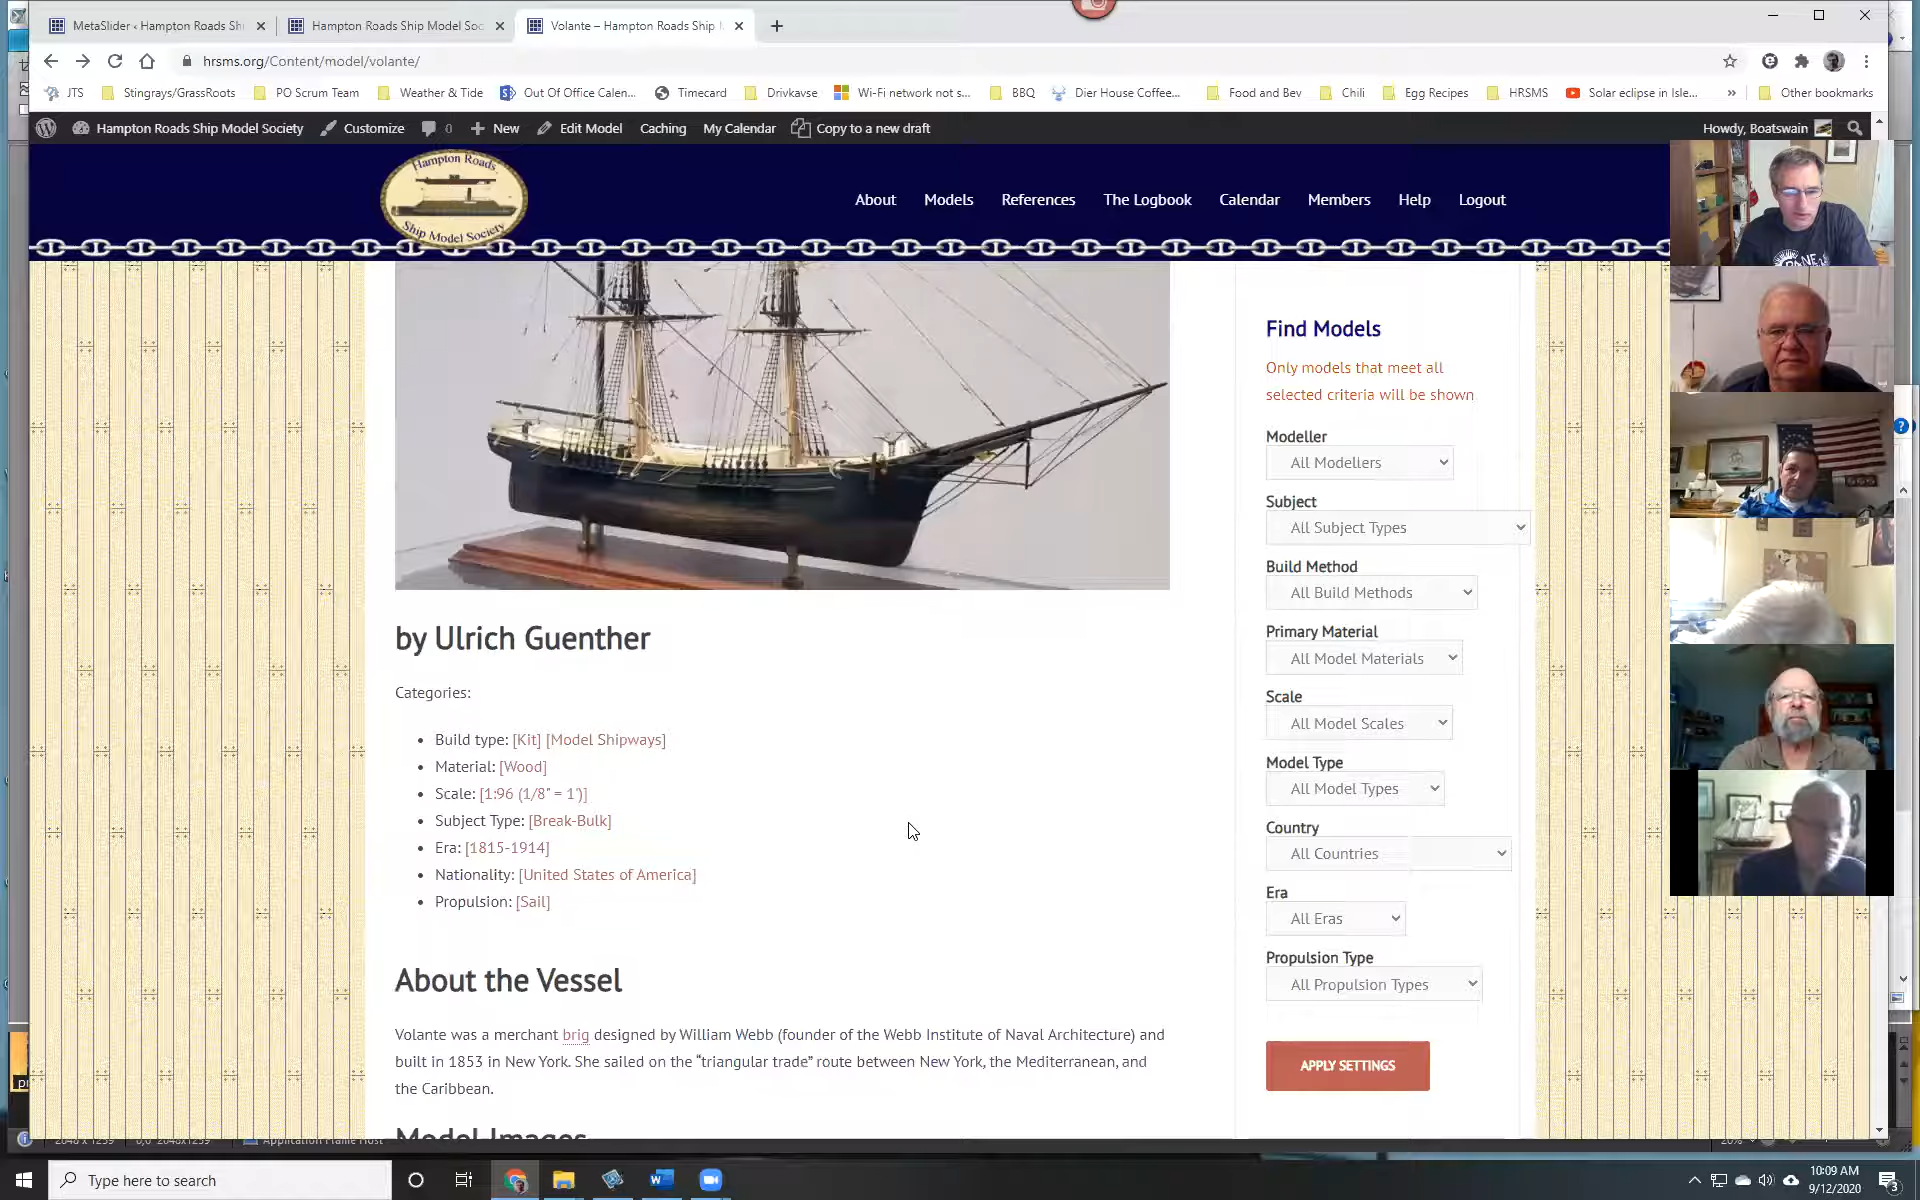 MetaSlider ‹ Hampton Roads Shi
Hampton Roads Ship Model Soc
Volante – Hampton Roads Ship
hrsms.org/Content/model/volante/
JTS
Stingrays/GrassRoots
PO Scrum Team
Weather & Tide
Out Of Office Calen...
Timecard
Drivkavse
Wi-Fi network not s...
BBQ
Dier House Coffee...
Food and Bev
Chili
Egg Recipes
HRSMS
Solar eclipse in Isle...
»
Other bookmarks
Hampton Roads Ship Model Society
Customize
0
New
Edit Model
Caching
My Calendar
Copy to a new draft
Howdy, Boatswain
Hampton Roads
Ship Model Society
About
Models
References
The Logbook
Calendar
Members
Help
Logout
by Ulrich Guenther
Categories:
Build type: [Kit] [Model Shipways]
Material: [Wood]
Scale: [1:96 (1/8" = 1')]
Subject Type: [Break-Bulk]
Era: [1815-1914]
Nationality: [United States of America]
Propulsion: [Sail]
About the Vessel
Volante was a merchant brig designed by William Webb (founder of the Webb Institute of Naval Architecture) and
built in 1853 in New York. She sailed on the “triangular trade” route between New York, the Mediterranean, and
the Caribbean.
Model Images
Find Models
Only models that meet all
selected criteria will be shown
Modeller
All Modellers
Subject
All Subject Types
Build Method
All Build Methods
Primary Material
All Model Materials
Scale
All Model Scales
Model Type
All Model Types
Country
All Countries
Era
All Eras
Propulsion Type
All Propulsion Types
APPLY SETTINGS
2048 x 1259
0,0 2048x1259
Application Frame Host
20%
Type here to search
10:09 AM
9/12/2020
3